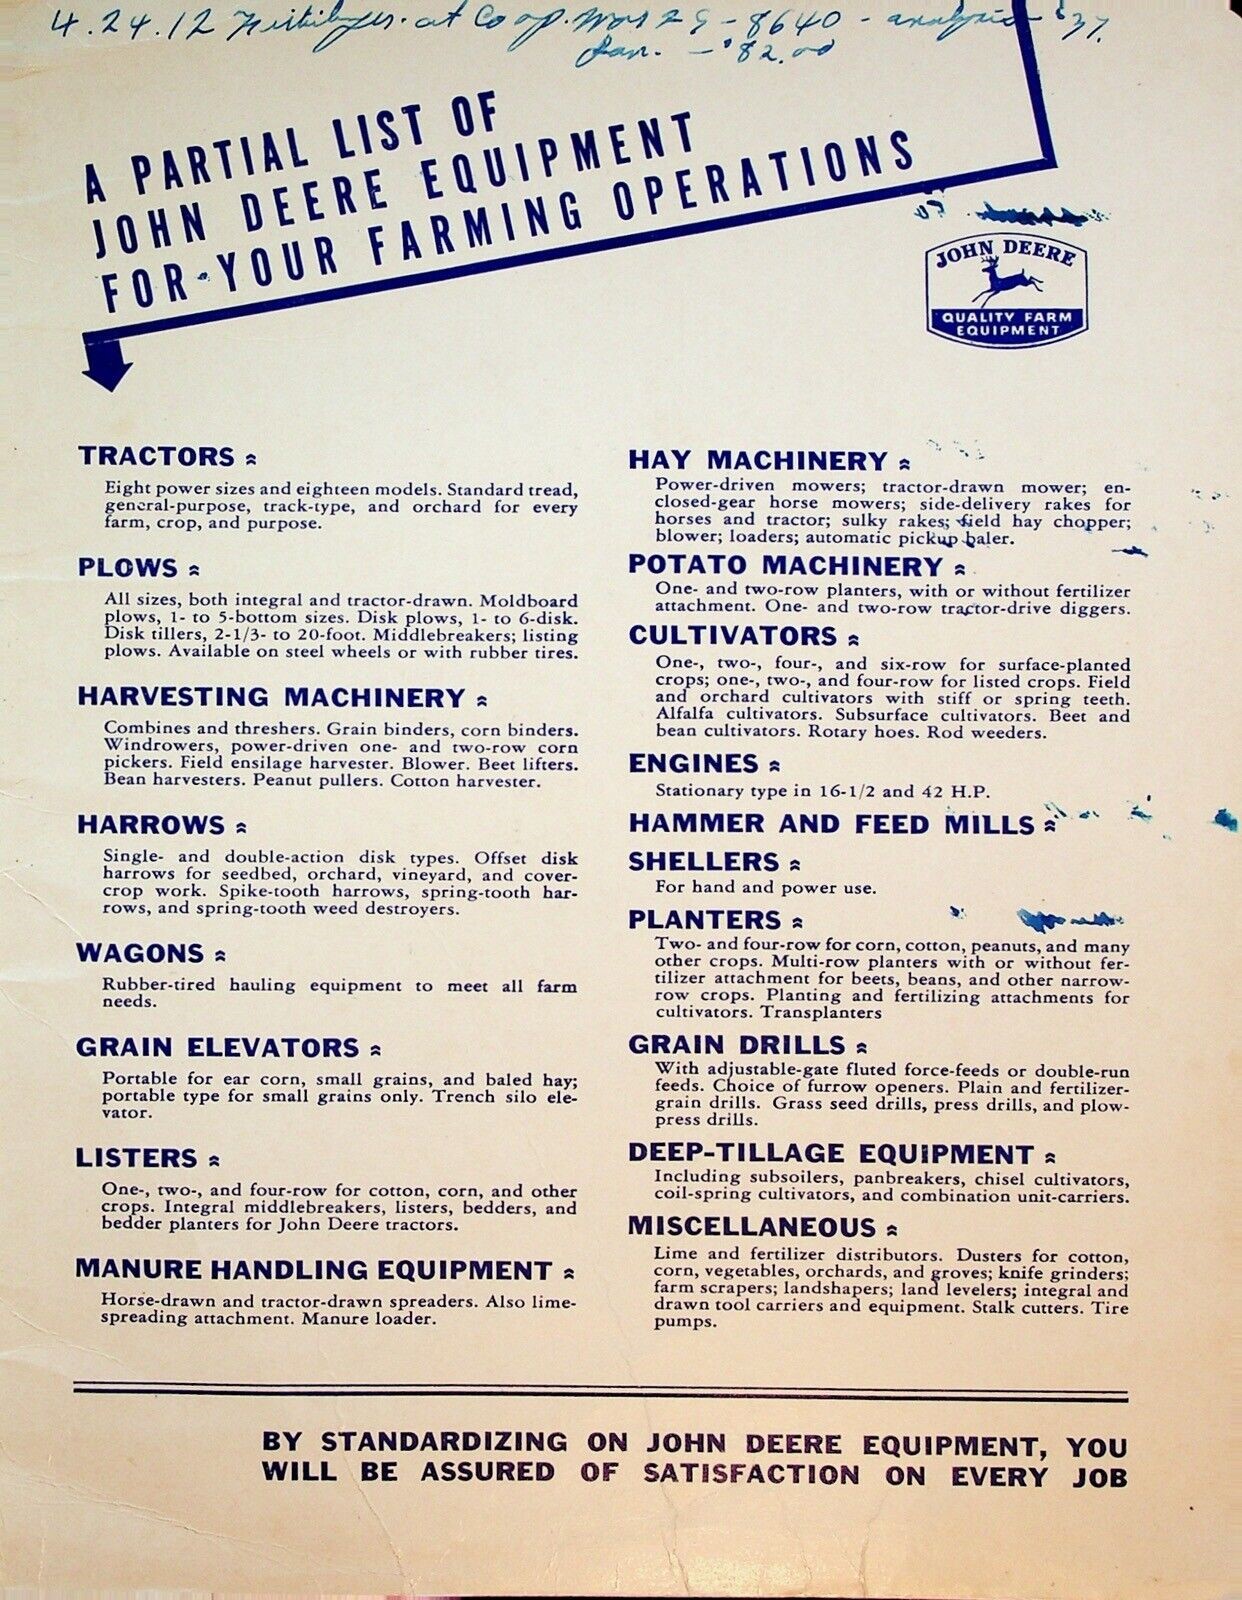 4.24.12 Fertilizer. at Co op. Mar 29 - 8640 - analysis - $37.
Jan. - $82.00
A PARTIAL LIST OF
JOHN DEERE EQUIPMENT
FOR YOUR FARMING OPERATIONS
JOHN DEERE
QUALITY FARM
EQUIPMENT
TRACTORS
Eight power sizes and eighteen models. Standard tread,
general-purpose, track-type, and orchard for every
farm, crop, and purpose.
PLOWS
All sizes, both integral and tractor-drawn. Moldboard
plows, 1- to 5-bottom sizes. Disk plows, 1- to 6-disk.
Disk tillers, 2-1/3- to 20-foot. Middlebreakers; listing
plows. Available on steel wheels or with rubber tires.
HARVESTING MACHINERY
Combines and threshers. Grain binders, corn binders.
Windrowers, power-driven one- and two-row corn
pickers. Field ensilage harvester. Blower. Beet lifters.
Bean harvesters. Peanut pullers. Cotton harvester.
HARROWS
Single- and double-action disk types. Offset disk
harrows for seedbed, orchard, vineyard, and cover-
crop work. Spike-tooth harrows, spring-tooth har-
rows, and spring-tooth weed destroyers.
WAGONS
Rubber-tired hauling equipment to meet all farm
needs.
GRAIN ELEVATORS
Portable for ear corn, small grains, and baled hay;
portable type for small grains only. Trench silo ele-
vator.
LISTERS
One-, two-, and four-row for cotton, corn, and other
crops. Integral middlebreakers, listers, bedders, and
bedder planters for John Deere tractors.
MANURE HANDLING EQUIPMENT
Horse-drawn and tractor-drawn spreaders. Also lime-
spreading attachment. Manure loader.
HAY MACHINERY
Power-driven mowers; tractor-drawn mower; en-
closed-gear horse mowers; side-delivery rakes for
horses and tractor; sulky rakes; field hay chopper;
blower; loaders; automatic pickup baler.
POTATO MACHINERY
One- and two-row planters, with or without fertilizer
attachment. One- and two-row tractor-drive diggers.
CULTIVATORS
One-, two-, four-, and six-row for surface-planted
crops; one-, two-, and four-row for listed crops. Field
and orchard cultivators with stiff or spring teeth.
Alfalfa cultivators. Subsurface cultivators. Beet and
bean cultivators. Rotary hoes. Rod weeders.
ENGINES
Stationary type in 16-1/2 and 42 H.P.
HAMMER AND FEED MILLS
SHELLERS
For hand and power use.
PLANTERS
Two- and four-row for corn, cotton, peanuts, and many
other crops. Multi-row planters with or without fer-
tilizer attachment for beets, beans, and other narrow-
row crops. Planting and fertilizing attachments for
cultivators. Transplanters
GRAIN DRILLS
With adjustable-gate fluted force-feeds or double-run
feeds. Choice of furrow openers. Plain and fertilizer-
grain drills. Grass seed drills, press drills, and plow-
press drills.
DEEP-TILLAGE EQUIPMENT
Including subsoilers, panbreakers, chisel cultivators,
coil-spring cultivators, and combination unit-carriers.
MISCELLANEOUS
Lime and fertilizer distributors. Dusters for cotton,
corn, vegetables, orchards, and groves; knife grinders;
farm scrapers; landshapers; land levelers; integral and
drawn tool carriers and equipment. Stalk cutters. Tire
pumps.
BY STANDARDIZING ON JOHN DEERE EQUIPMENT, YOU
WILL BE ASSURED OF SATISFACTION ON EVERY JOB